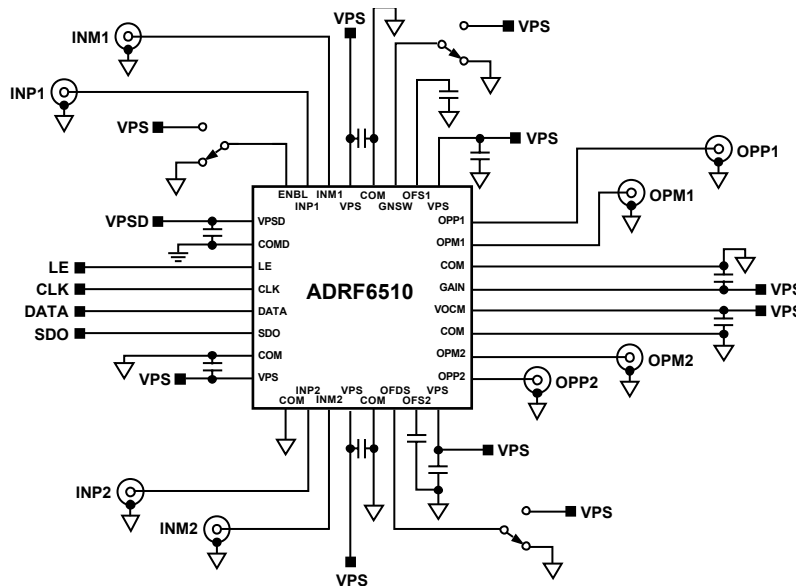 INM1
VPS
VPS
INP1
VPS
VPS
OPP1
OPM1
ENBL
INP1
INM1
VPS
COM
GNSW
OFS1
VPS
VPSD
VPSD
COMD
LE
LE
CLK
CLK
DATA
DATA
SDO
SDO
COM
VPS
VPS
ADRF6510
OPP1
OPM1
COM
GAIN
VPS
VOCM
VPS
COM
OPM2
OPM2
OPP2
OPP2
COM
INP2
INM2
VPS
COM
OFDS
OFS2
VPS
VPS
INP2
INM2
VPS
VPS